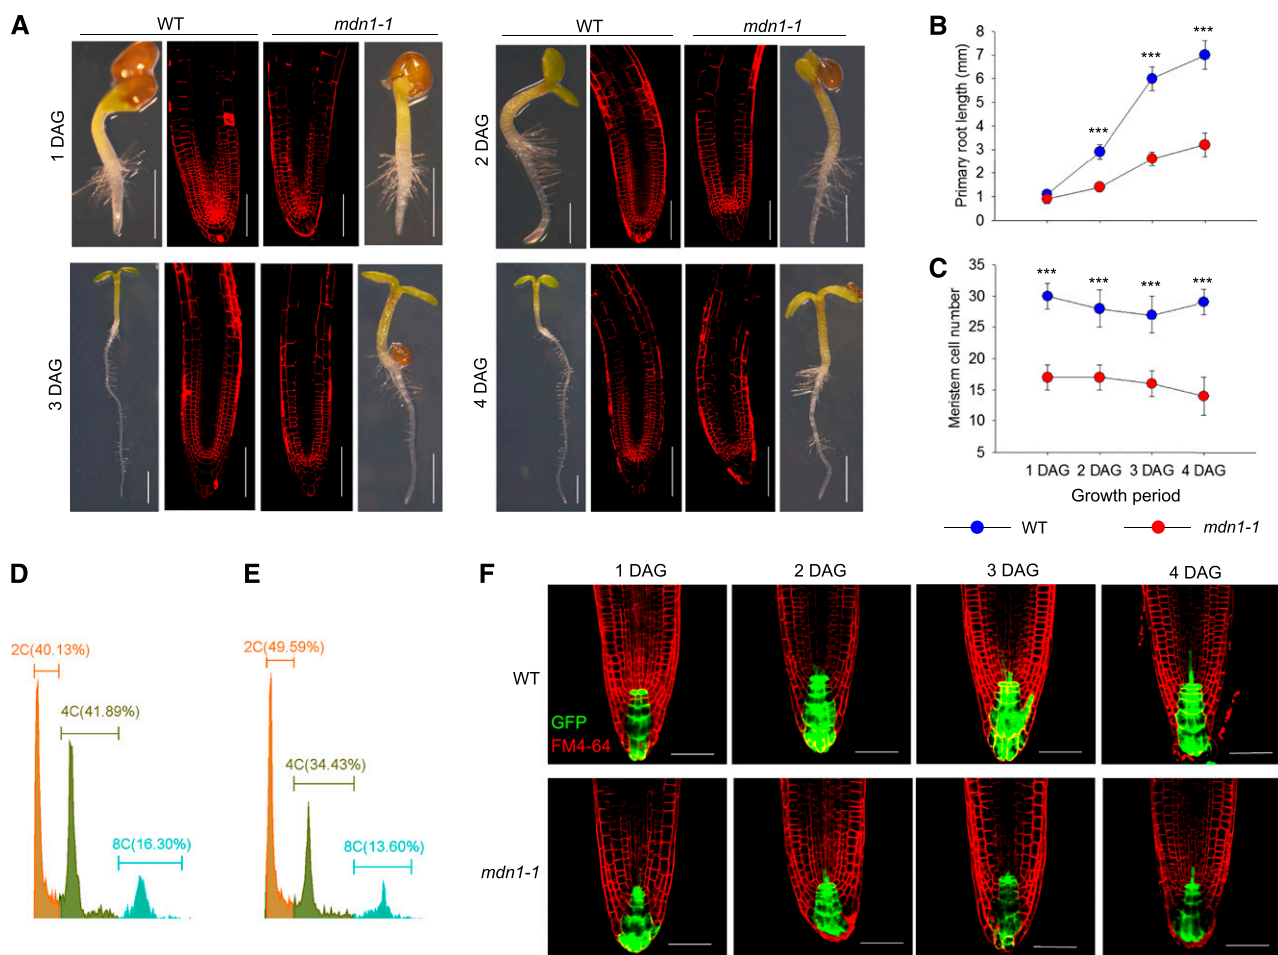 A
WT
mdn1-1
WT
mdn1-1
1 DAG
2 DAG
3 DAG
4 DAG
B
Primary root length (mm)
8
7
6
5
4
3
2
1
0
***
***
***
C
Meristem cell number
35
30
25
20
15
10
5
***
***
***
***
1 DAG 2 DAG 3 DAG 4 DAG
Growth period
WT
mdn1-1
D
2C(40.13%)
4C(41.89%)
8C(16.30%)
E
2C(49.59%)
4C(34.43%)
8C(13.60%)
F
1 DAG
2 DAG
3 DAG
4 DAG
WT
GFP
FM4-64
mdn1-1